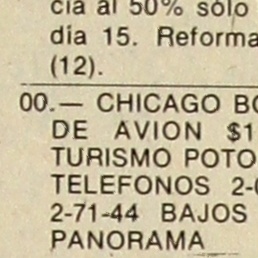 cia al 50% sólo
día 15. Reforma
(12).
00.— CHICAGO BO
DE AVION $1
TURISMO POTO
TELEFONOS 2-
2-71-44 BAJOS
PANORAMA